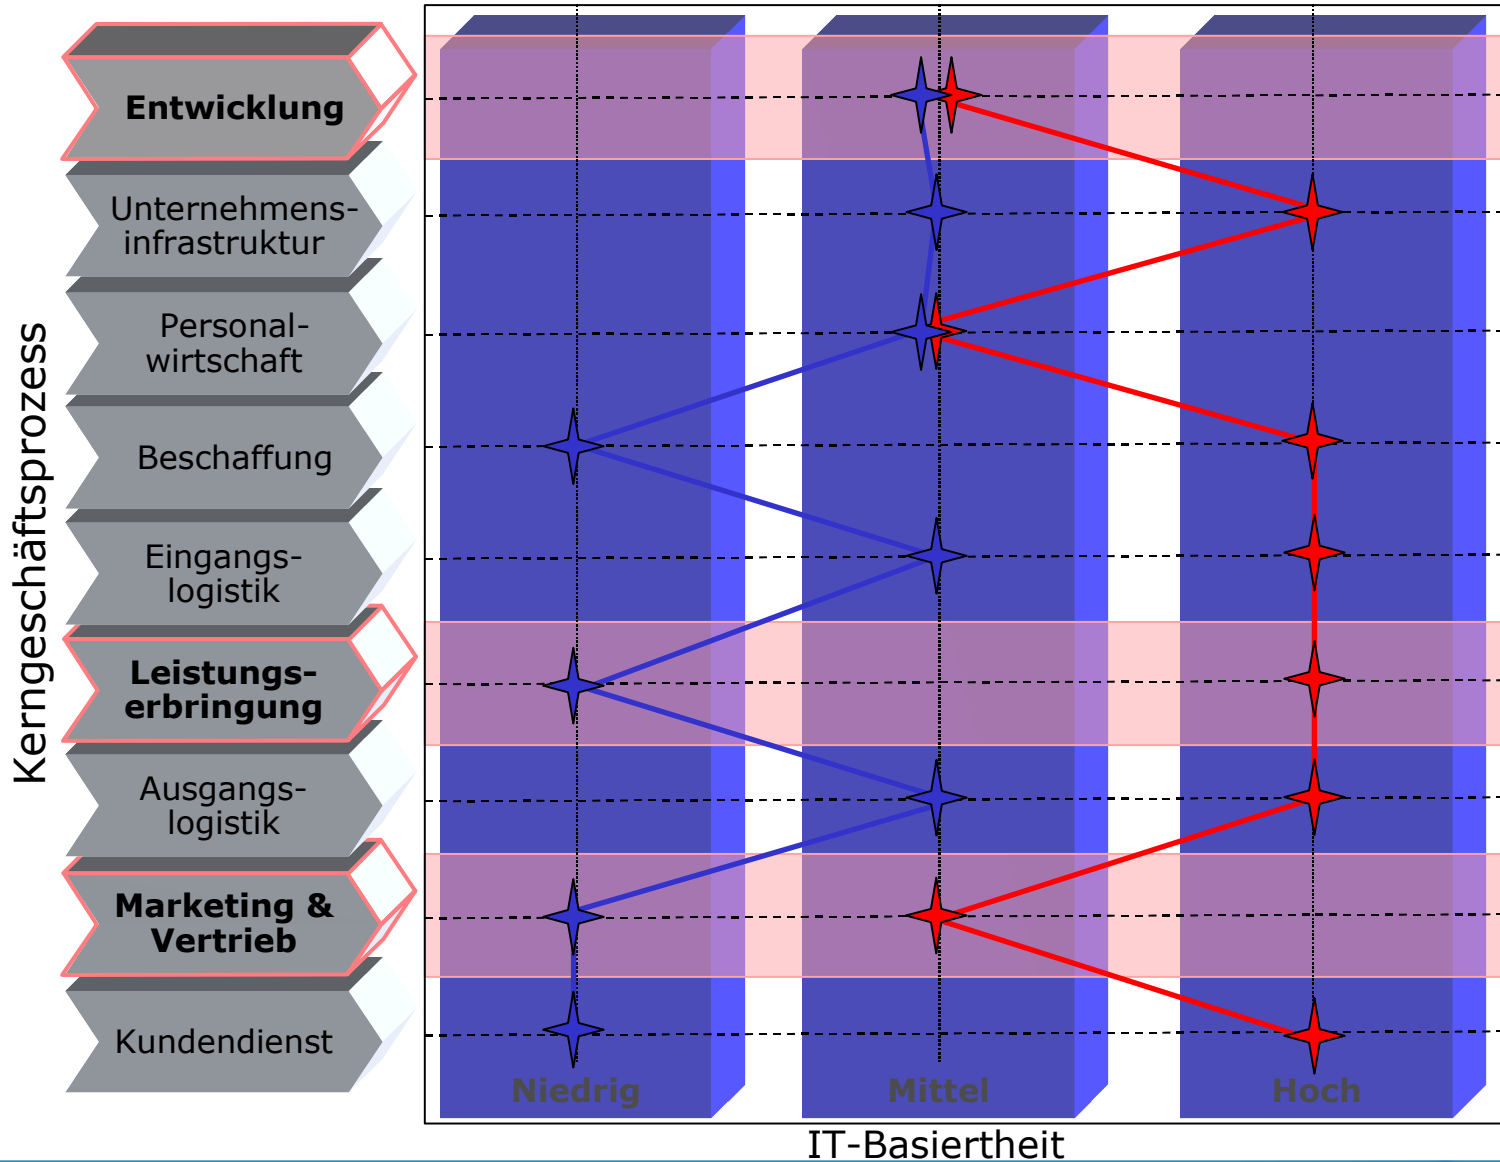 Kerngeschäftsprozess
Entwicklung
Unternehmens-
infrastruktur
Personal-
wirtschaft
Beschaffung
Eingangs-
logistik
Leistungs-
erbringung
Ausgangs-
logistik
Marketing &
Vertrieb
Kundendienst
Niedrig
Mittel
Hoch
IT-Basiertheit